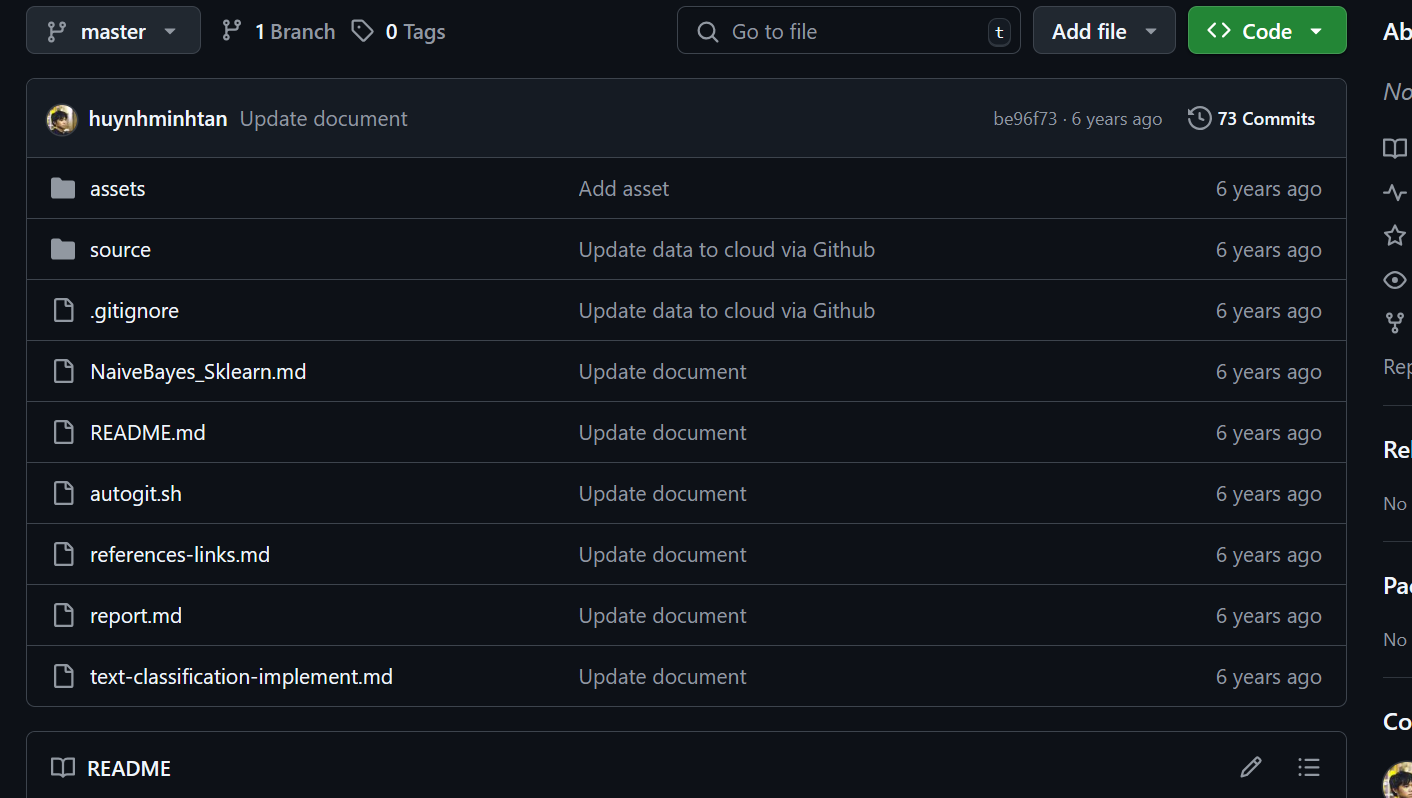 master 1 Branch 0 Tags Go to file t Add file Code Ab
No
huynhminhtan Update document be96f73 · 6 years ago 73 Commits
assets Add asset 6 years ago
source Update data to cloud via Github 6 years ago
.gitignore Update data to cloud via Github 6 years ago
NaiveBayes_Sklearn.md Update document 6 years ago
Rep
README.md Update document 6 years ago
Rel
autogit.sh Update document 6 years ago
No
references-links.md Update document 6 years ago
Pac
report.md Update document 6 years ago
No
text-classification-implement.md Update document 6 years ago
Co
README